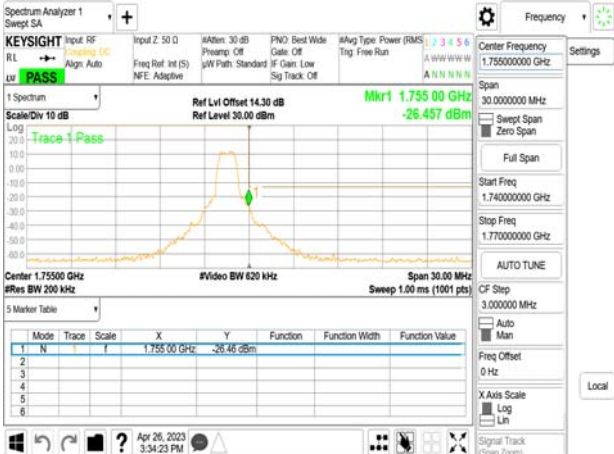 Spectrum Analyzer 1
Swept SA
+
Frequency
KEYSIGHT Input: RF
RL
Coupling: DC
Align: Auto
LW PASS
Input Z: 50 Ω
Freq Ref: Int (S)
NFE: Adaptive
#Atten: 30 dB
Preamp: Off
µW Path: Standard
PNO: Best Wide
Gate: Off
IF Gain: Low
Sig Track: Off
#Avg Type: Power (RMS
Trig: Free Run
1 2 3 4 5 6
A W W W W W
A N N N N N
1 Spectrum
Scale/Div 10 dB
Ref Lvl Offset 14.30 dB
Ref Level 30.00 dBm
Mkr1 1.755 00 GHz
-26.457 dBm
Log
Trace 1 Pass
20.0
10.0
0.00
-10.0
-20.0
-30.0
-40.0
-50.0
-60.0
1
Center 1.75500 GHz
#Res BW 200 kHz
#Video BW 620 kHz
Span 30.00 MHz
Sweep 1.00 ms (1001 pts)
5 Marker Table
Mode Trace Scale X Y Function Function Width Function Value
1 N 1 f 1.755 00 GHz -26.46 dBm
2
3
4
5
6
Apr 26, 2023
3:34:23 PM
Center Frequency
1.755000000 GHz
Settings
Span
30.0000000 MHz
Swept Span
Zero Span
Full Span
Start Freq
1.740000000 GHz
Stop Freq
1.770000000 GHz
AUTO TUNE
CF Step
3.000000 MHz
Auto
Man
Freq Offset
0 Hz
Local
X Axis Scale
Log
Lin
Signal Track
(Span Zoom)